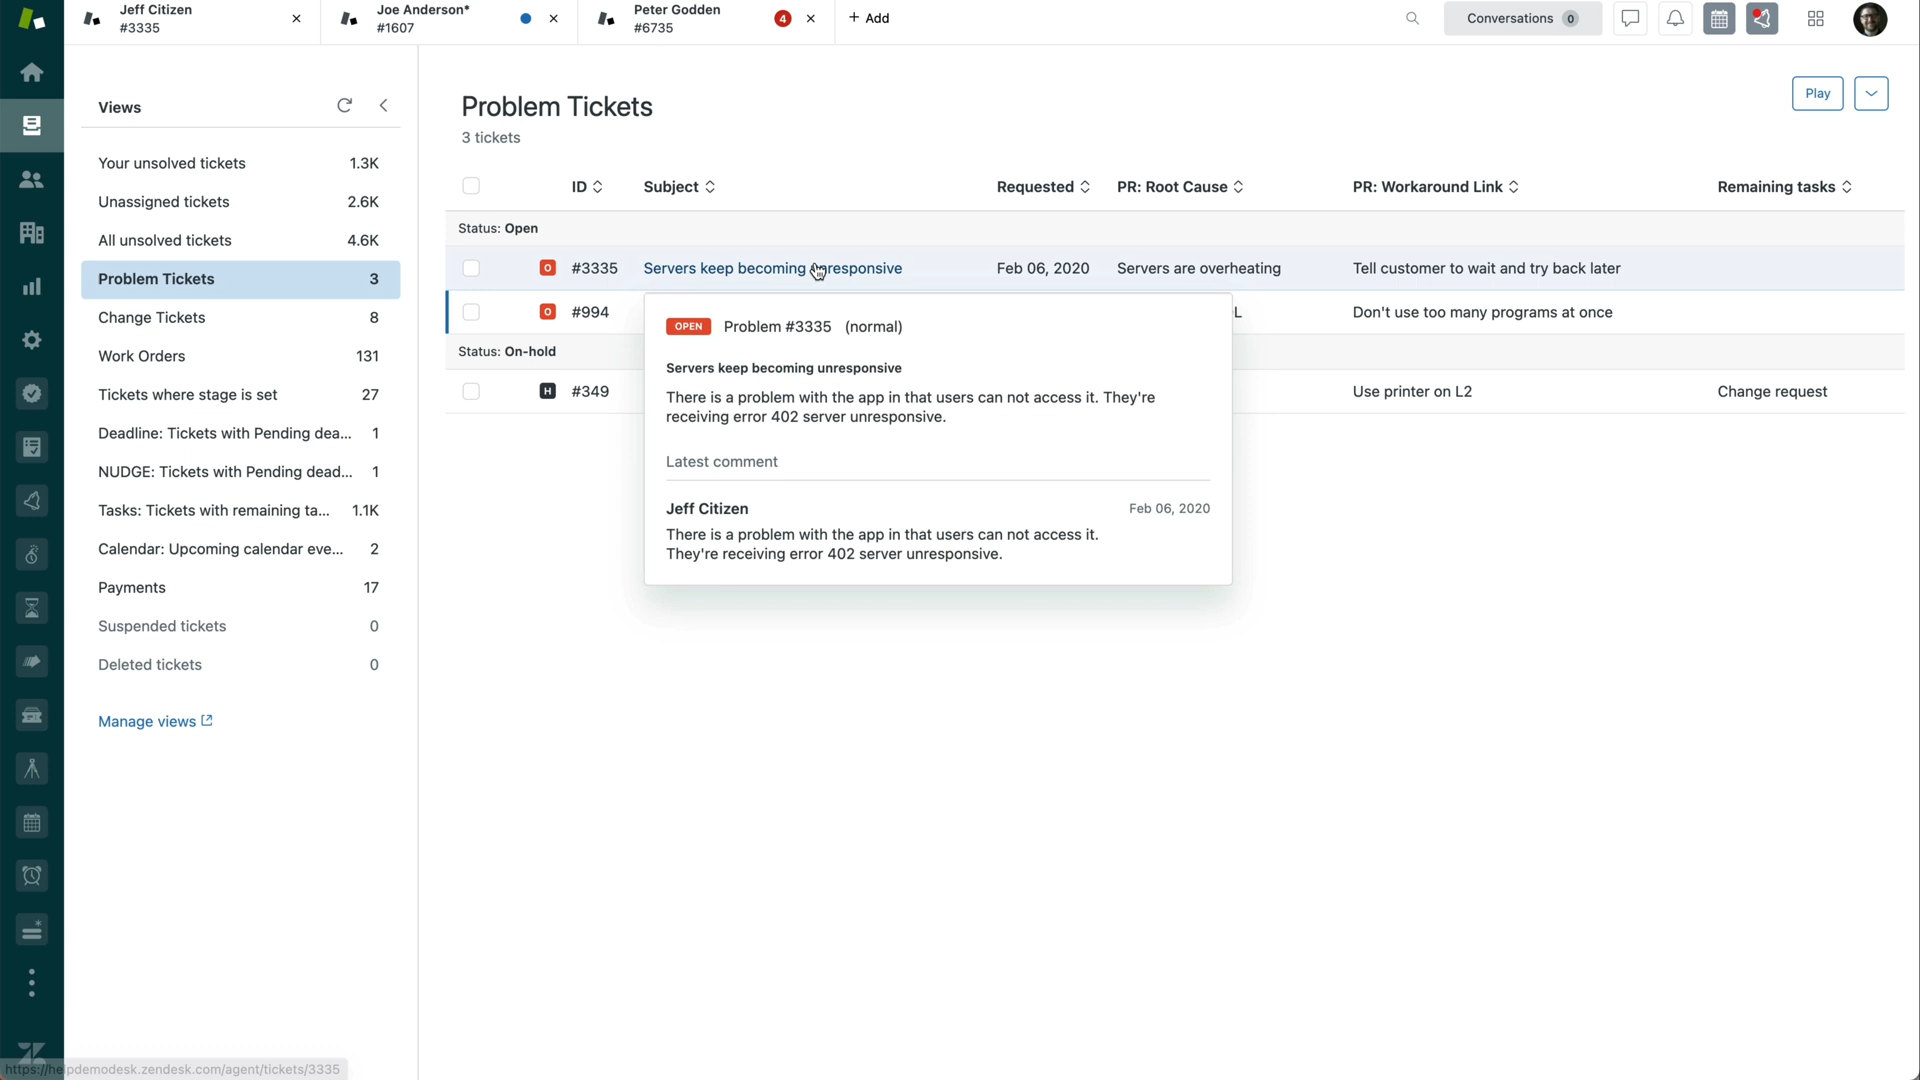 Jeff Citizen
#3335
Joe Anderson*
#1607
Peter Godden
#6735
4
+ Add
Conversations 0
Views
Your unsolved tickets 1.3K
Unassigned tickets 2.6K
All unsolved tickets 4.6K
Problem Tickets 3
Change Tickets 8
Work Orders 131
Tickets where stage is set 27
Deadline: Tickets with Pending dea... 1
NUDGE: Tickets with Pending dead... 1
Tasks: Tickets with remaining ta... 1.1K
Calendar: Upcoming calendar eve... 2
Payments 17
Suspended tickets 0
Deleted tickets 0
Manage views
Problem Tickets
3 tickets
Play
ID Subject Requested PR: Root Cause PR: Workaround Link Remaining tasks
Status: Open
O #3335 Servers keep becoming unresponsive Feb 06, 2020 Servers are overheating Tell customer to wait and try back later
O #994 L Don't use too many programs at once
Status: On-hold
H #349 Use printer on L2 Change request
OPEN Problem #3335 (normal)
Servers keep becoming unresponsive
There is a problem with the app in that users can not access it. They're
receiving error 402 server unresponsive.
Latest comment
Jeff Citizen Feb 06, 2020
There is a problem with the app in that users can not access it.
They're receiving error 402 server unresponsive.
https://helpdemodesk.zendesk.com/agent/tickets/3335